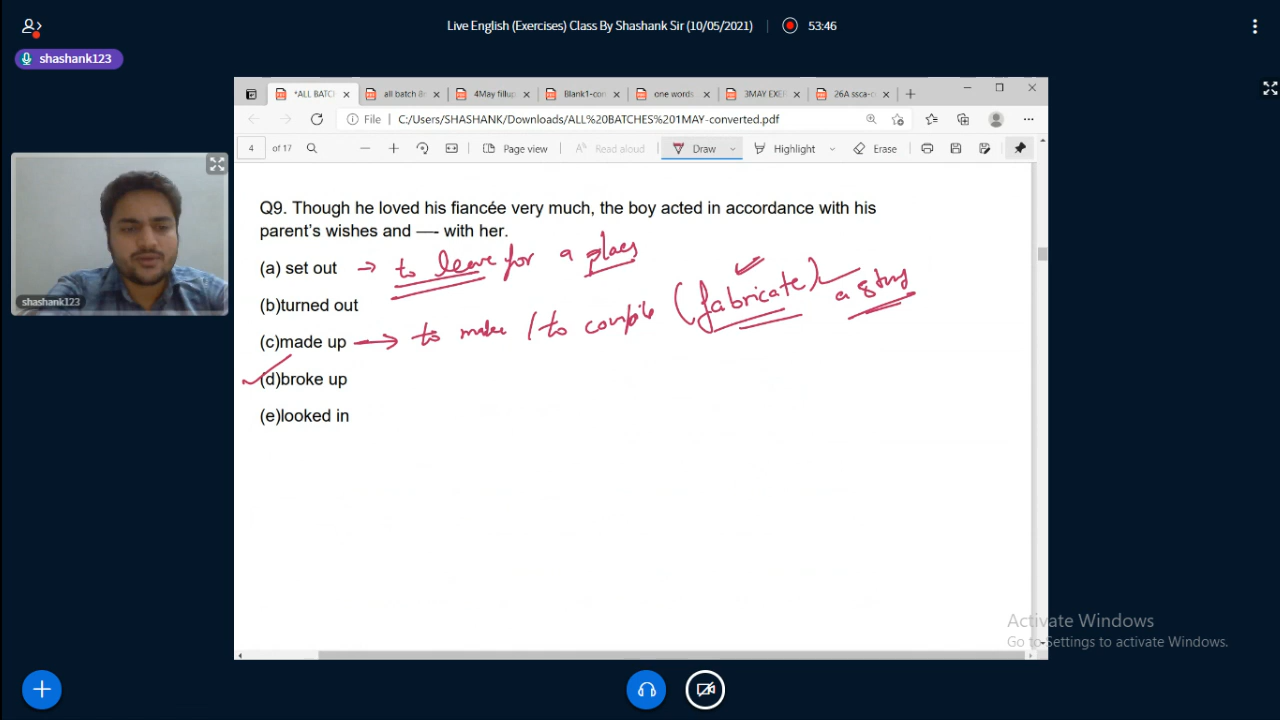 Live English (Exercises) Class By Shashank Sir (10/05/2021) 53:46
shashank123
*ALL BATCH all batch 8 4May fillup Blank1-con one words 3MAY EXER 26A ssca-c
File C:/Users/SHASHANK/Downloads/ALL%20BATCHES%201MAY-converted.pdf
4 of 17 Page view Read aloud Draw Highlight Erase
Q9. Though he loved his fiancée very much, the boy acted in accordance with his
parent's wishes and —- with her.
(a) set out → to leave for a place
(b)turned out
(c)made up → to make / to compile (fabricate) a story
(d)broke up
(e)looked in
shashank123
Activate Windows
Go to Settings to activate Windows.